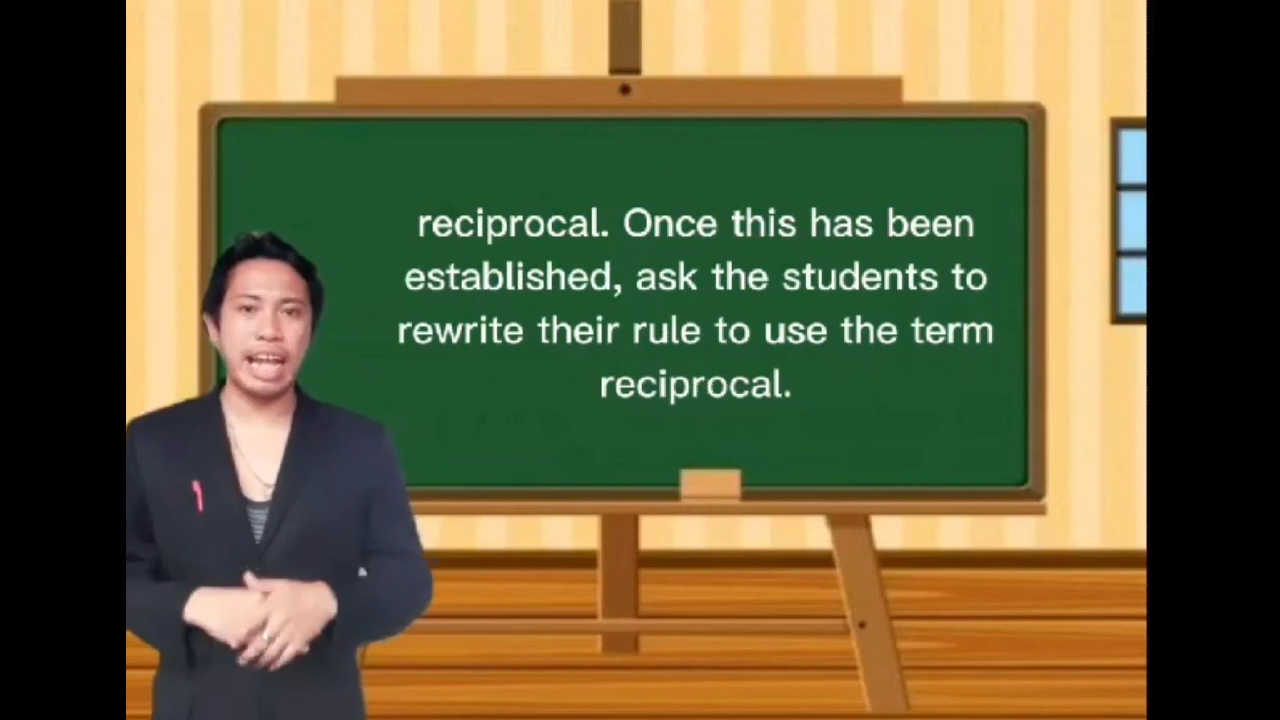 reciprocal. Once this has been
established, ask the students to
rewrite their rule to use the term
reciprocal.